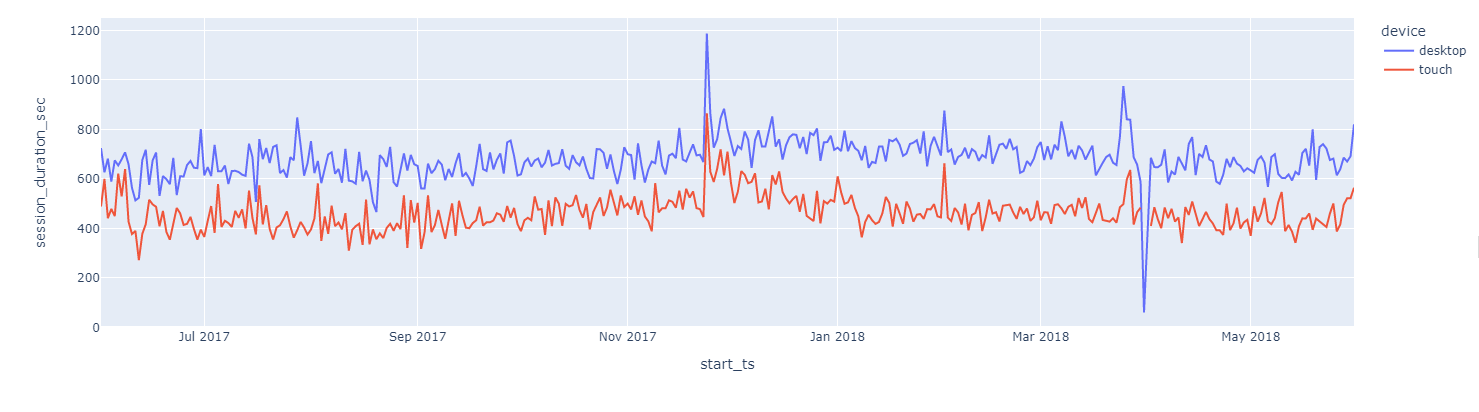 1200
1000
800
600
400
200
0
session_duration_sec
Jul 2017
Sep 2017
Nov 2017
Jan 2018
Mar 2018
May 2018
start_ts
device
desktop
touch